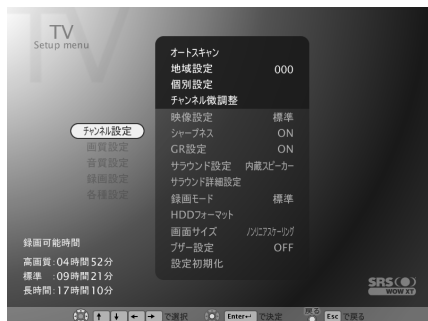 TV
Setup menu
チャンネル設定
画質設定
音質設定
録画設定
各種設定
オートスキャン
地域設定 000
個別設定
チャンネル微調整
映像設定 標準
シャープネス ON
GR設定 ON
サラウンド設定 内蔵スピーカー
サラウンド詳細設定
録画モード 標準
HDDフォーマット
画面サイズ ノンリニアスケーリング
ブザー設定 OFF
設定初期化
録画可能時間
高画質:04時間52分
標準 :09時間21分
長時間:17時間10分
SRS
WOW XT
で選択 Enter で決定 戻る Esc で戻る